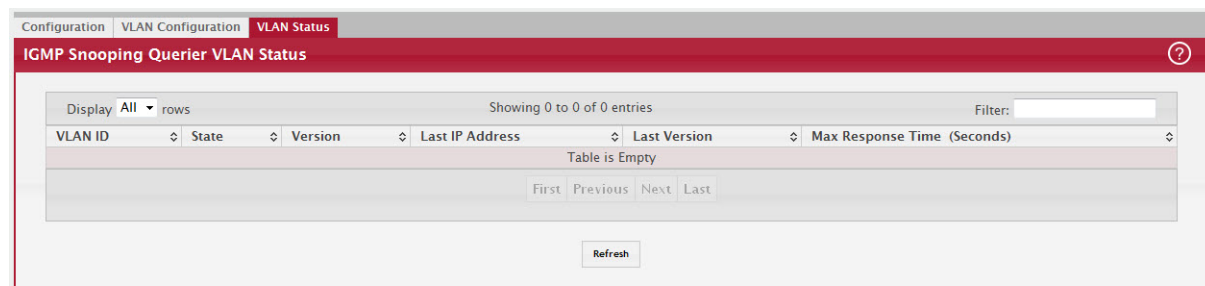 Configuration VLAN Configuration VLAN Status
IGMP Snooping Querier VLAN Status ?
Display All rows Showing 0 to 0 of 0 entries Filter:
VLAN ID State Version Last IP Address Last Version Max Response Time (Seconds)
Table is Empty
First Previous Next Last
Refresh